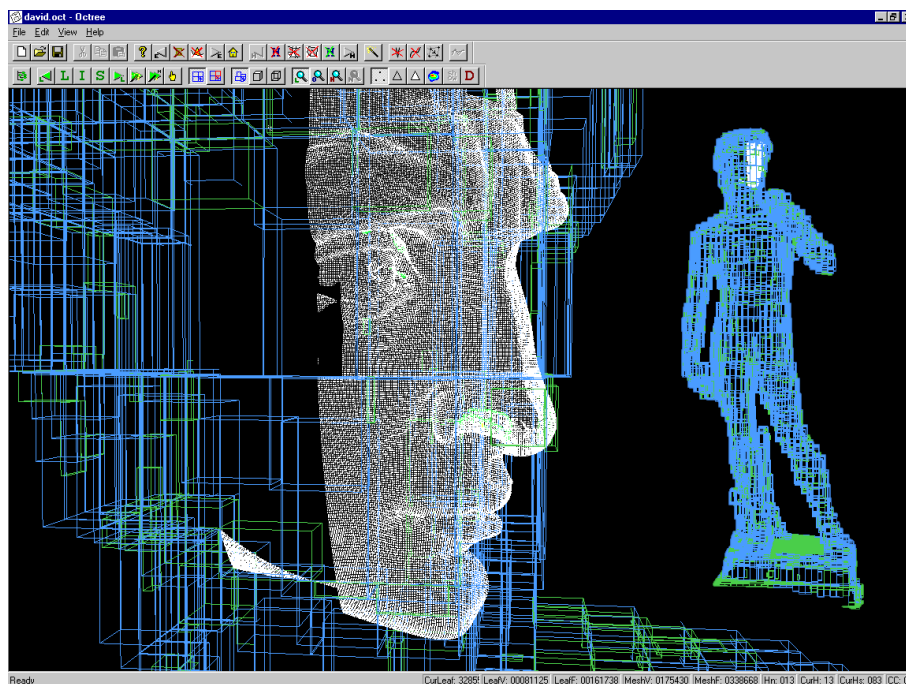 david.oct - Octree
File Edit View Help
L I S D
Ready CurLeaf: 3285 LeafV: 00081125 LeafF: 00161738 MeshV: 0175430 MeshF: 0338668 Hn: 013 CurH: 13 CurHs: 083 CC: